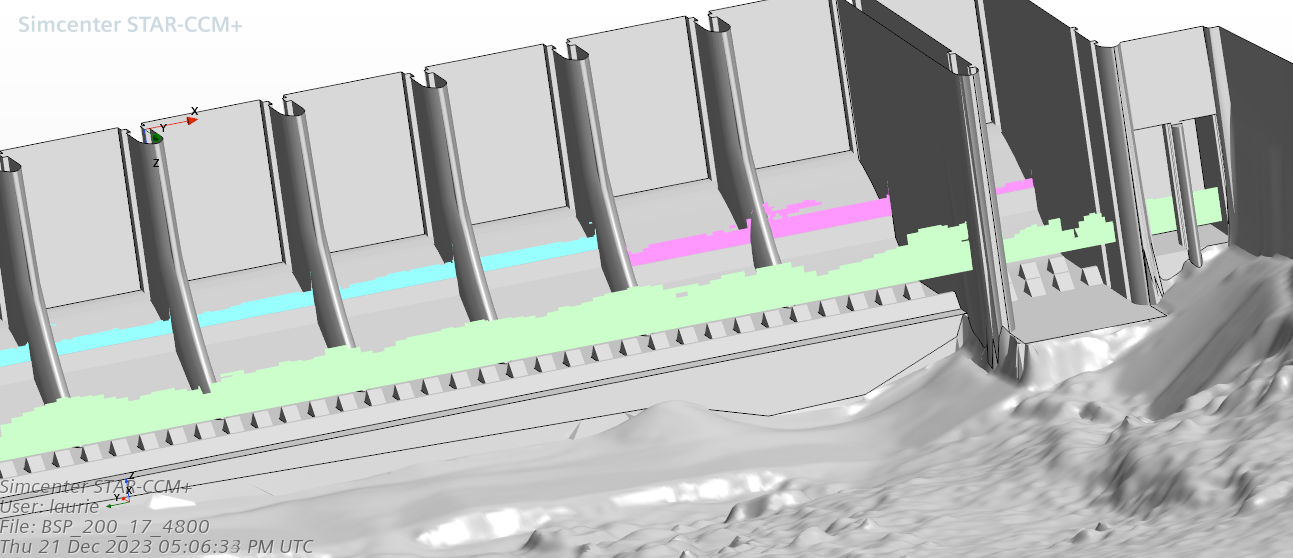 Simcenter STAR-CCM+
X
Y
Z
Z
X
Y
Simcenter STAR-CCM+
User: laurie
File: BSP_200_17_4800
Thu 21 Dec 2023 05:06:33 PM UTC